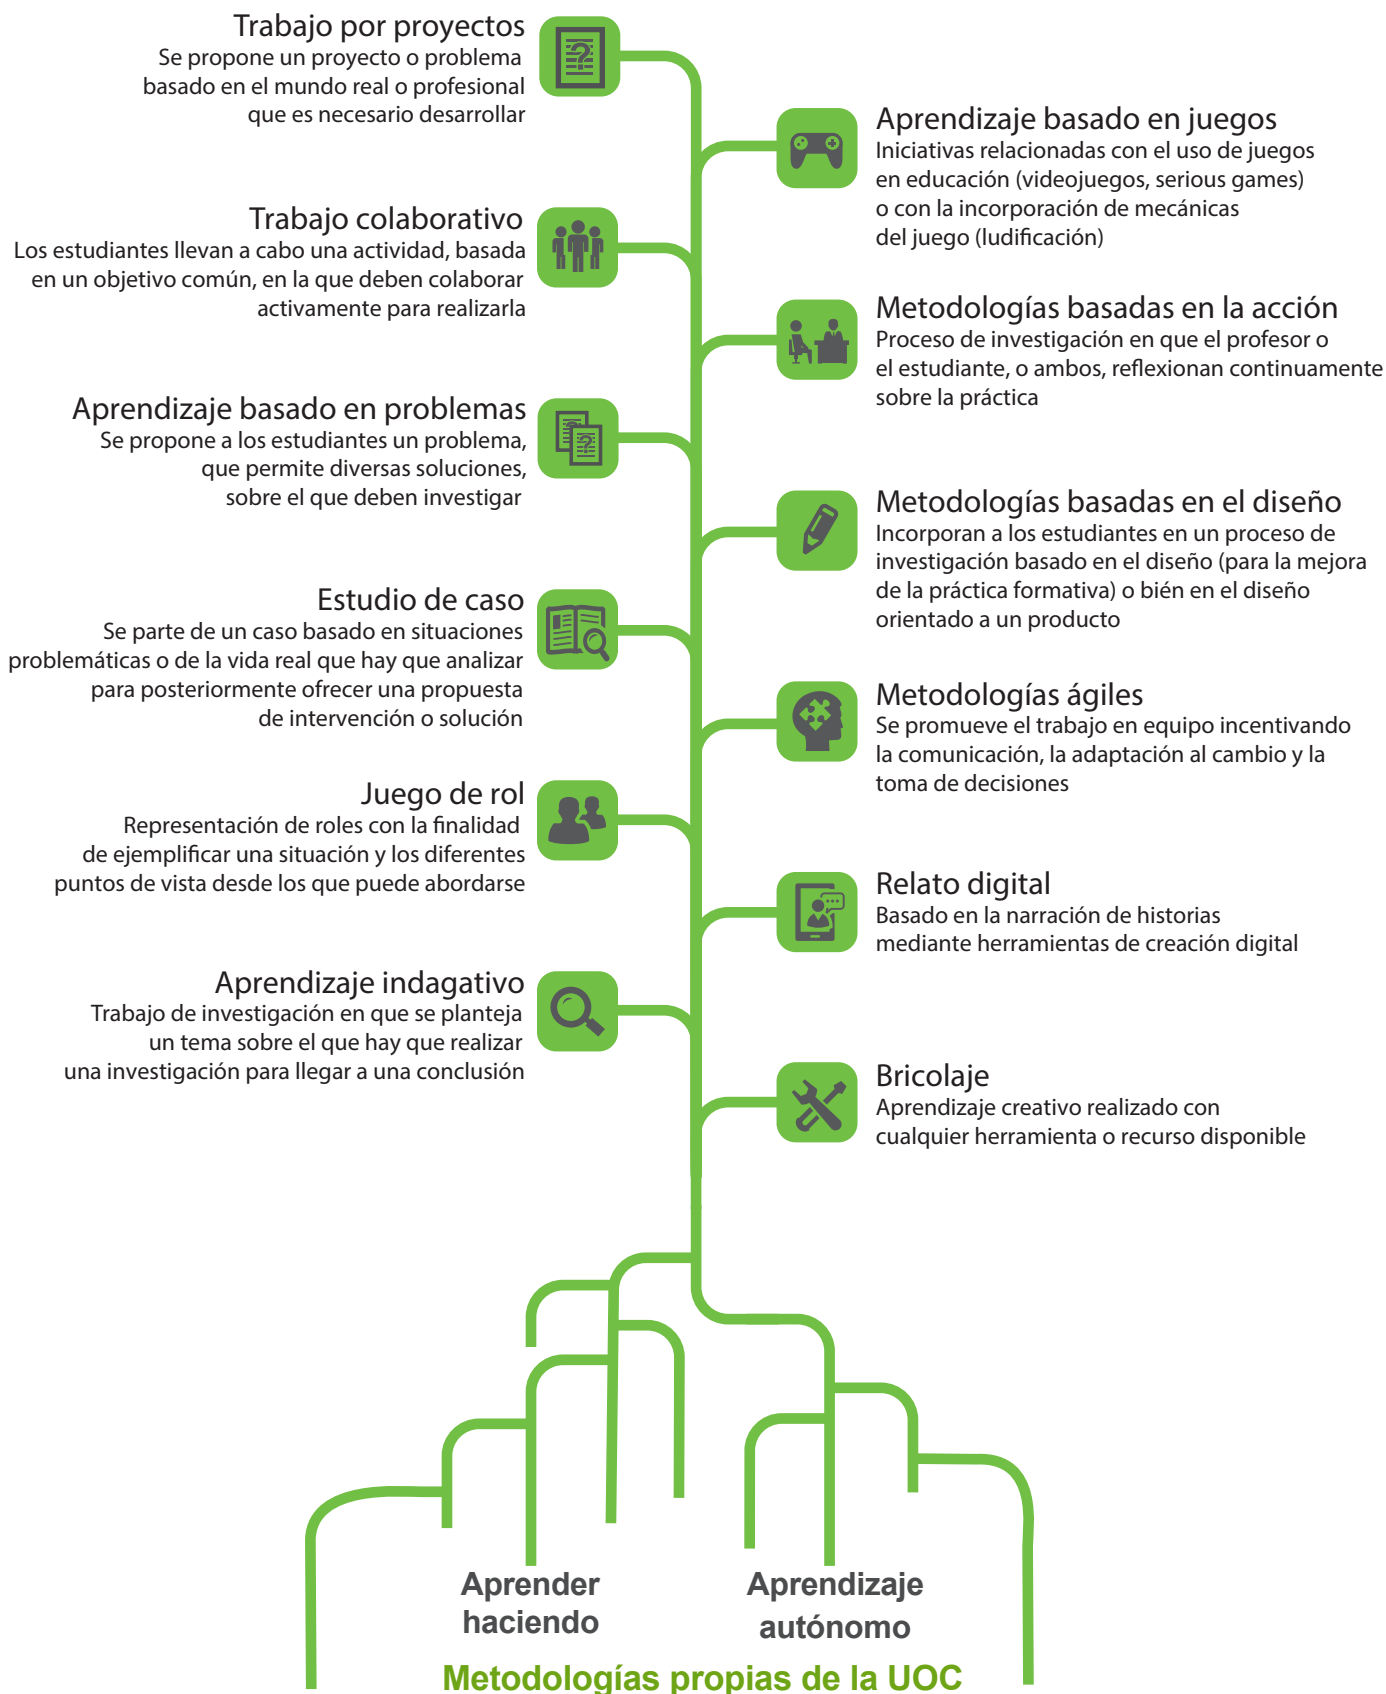 Trabajo por proyectos
Se propone un proyecto o problema
basado en el mundo real o profesional
que es necesario desarrollar
Aprendizaje basado en juegos
Iniciativas relacionadas con el uso de juegos
en educación (videojuegos, serious games)
o con la incorporación de mecánicas
del juego (ludificación)
Trabajo colaborativo
Los estudiantes llevan a cabo una actividad, basada
en un objetivo común, en la que deben colaborar
activamente para realizarla
Metodologías basadas en la acción
Proceso de investigación en que el profesor o
el estudiante, o ambos, reflexionan continuamente
sobre la práctica
Aprendizaje basado en problemas
Se propone a los estudiantes un problema,
que permite diversas soluciones,
sobre el que deben investigar
Metodologías basadas en el diseño
Incorporan a los estudiantes en un proceso de
investigación basado en el diseño (para la mejora
de la práctica formativa) o bién en el diseño
orientado a un producto
Estudio de caso
Se parte de un caso basado en situaciones
problemáticas o de la vida real que hay que analizar
para posteriormente ofrecer una propuesta
de intervención o solución
Metodologías ágiles
Se promueve el trabajo en equipo incentivando
la comunicación, la adaptación al cambio y la
toma de decisiones
Juego de rol
Representación de roles con la finalidad
de ejemplificar una situación y los diferentes
puntos de vista desde los que puede abordarse
Relato digital
Basado en la narración de historias
mediante herramientas de creación digital
Aprendizaje indagativo
Trabajo de investigación en que se planteja
un tema sobre el que hay que realizar
una investigación para llegar a una conclusión
Bricolaje
Aprendizaje creativo realizado con
cualquier herramienta o recurso disponible
Aprender
haciendo
Aprendizaje
autónomo
Metodologías propias de la UOC